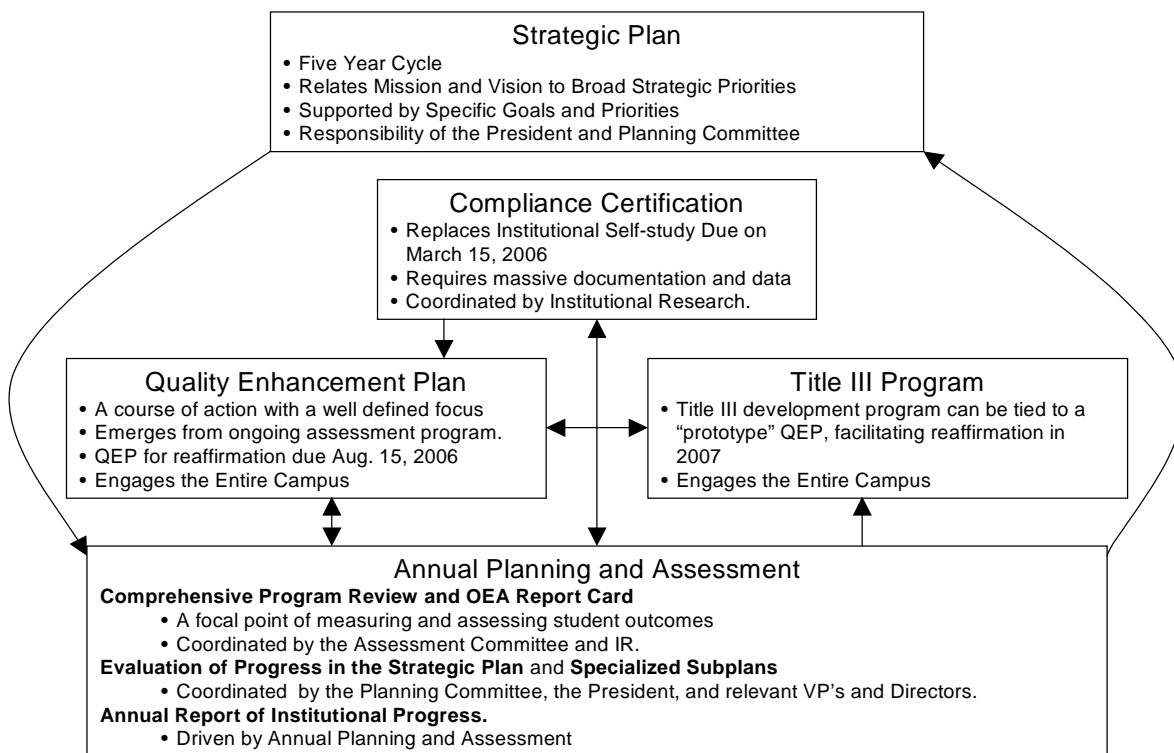 Strategic Plan
• Five Year Cycle
• Relates Mission and Vision to Broad Strategic Priorities
• Supported by Specific Goals and Priorities
• Responsibility of the President and Planning Committee
Compliance Certification
• Replaces Institutional Self-study Due on
March 15, 2006
• Requires massive documentation and data
• Coordinated by Institutional Research.
Quality Enhancement Plan
• A course of action with a well defined focus
• Emerges from ongoing assessment program.
• QEP for reaffirmation due Aug. 15, 2006
• Engages the Entire Campus
Title III Program
• Title III development program can be tied to a
“prototype” QEP, facilitating reaffirmation in
2007
• Engages the Entire Campus
Annual Planning and Assessment
Comprehensive Program Review and OEA Report Card
• A focal point of measuring and assessing student outcomes
• Coordinated by the Assessment Committee and IR.
Evaluation of Progress in the Strategic Plan and Specialized Subplans
• Coordinated by the Planning Committee, the President, and relevant VP's and Directors.
Annual Report of Institutional Progress.
• Driven by Annual Planning and Assessment